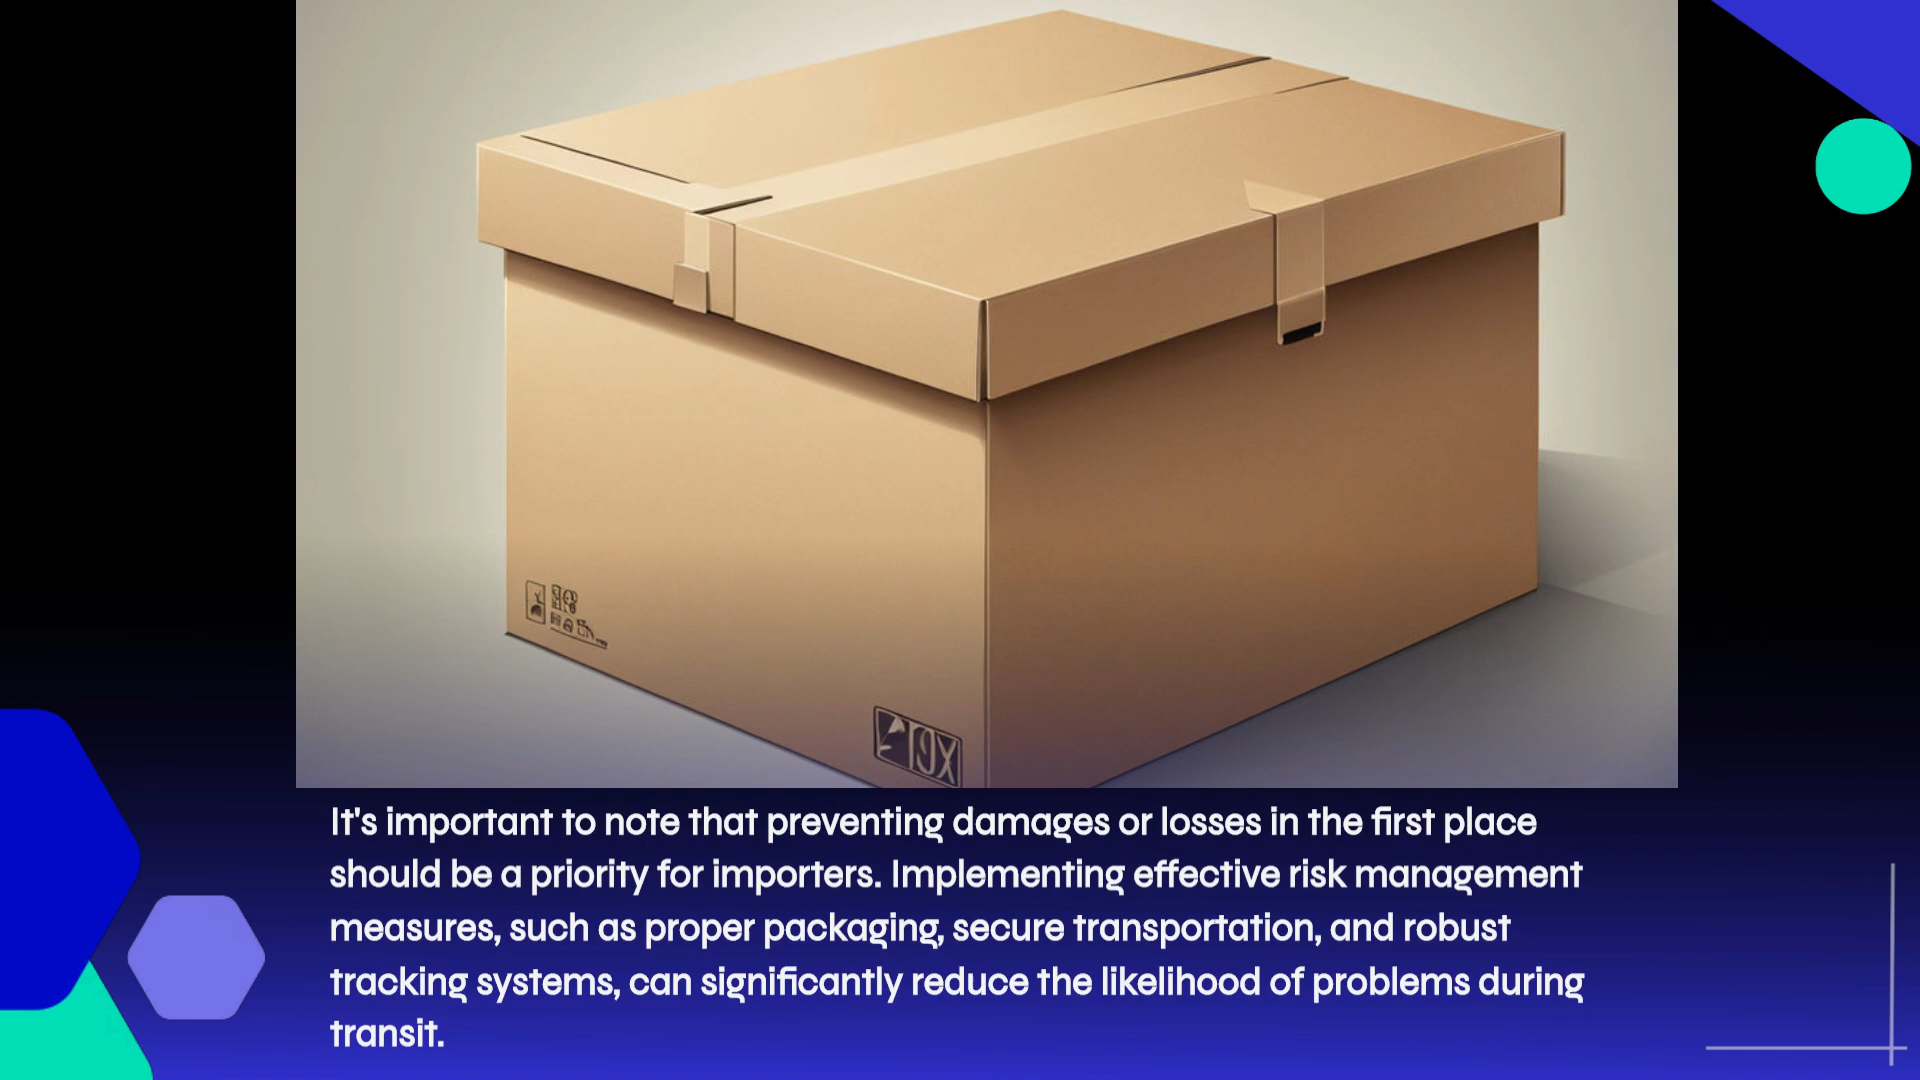 It's important to note that preventing damages or losses in the first place
should be a priority for importers. Implementing effective risk management
measures, such as proper packaging, secure transportation, and robust
tracking systems, can significantly reduce the likelihood of problems during
transit.